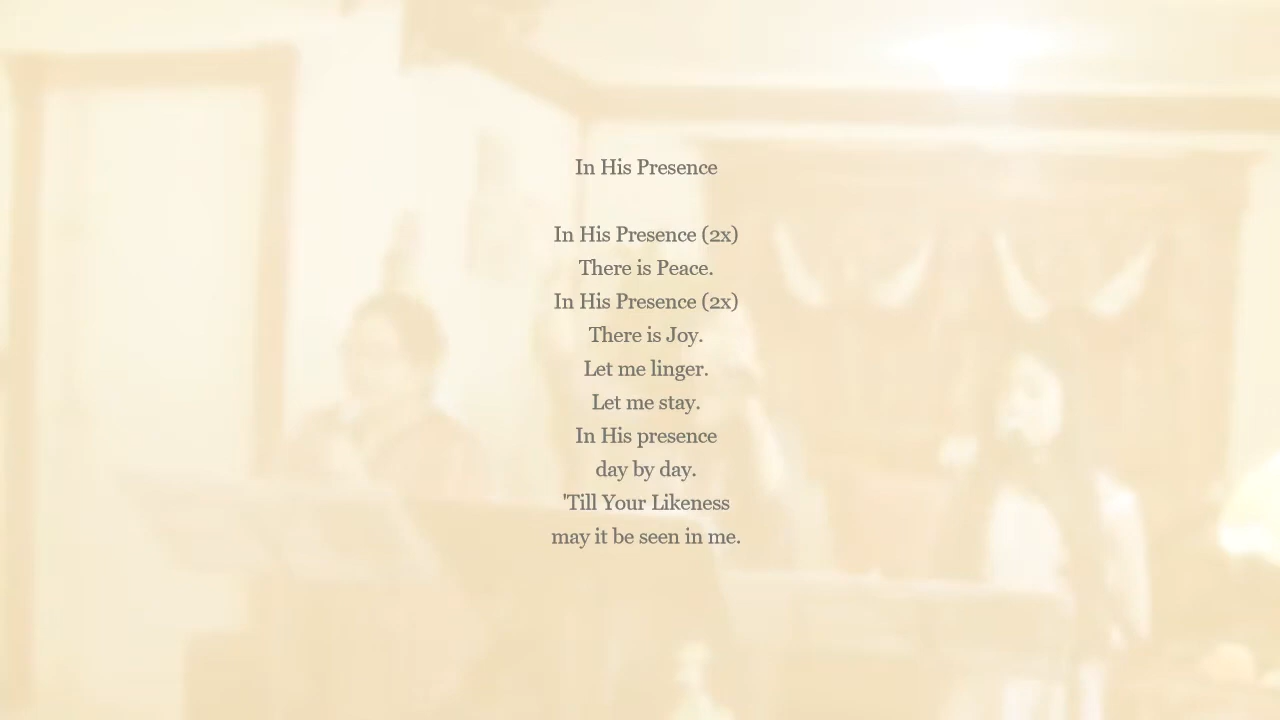 In His Presence
In His Presence (2x)
There is Peace.
In His Presence (2x)
There is Joy.
Let me linger.
Let me stay.
In His presence
day by day.
'Till Your Likeness
may it be seen in me.